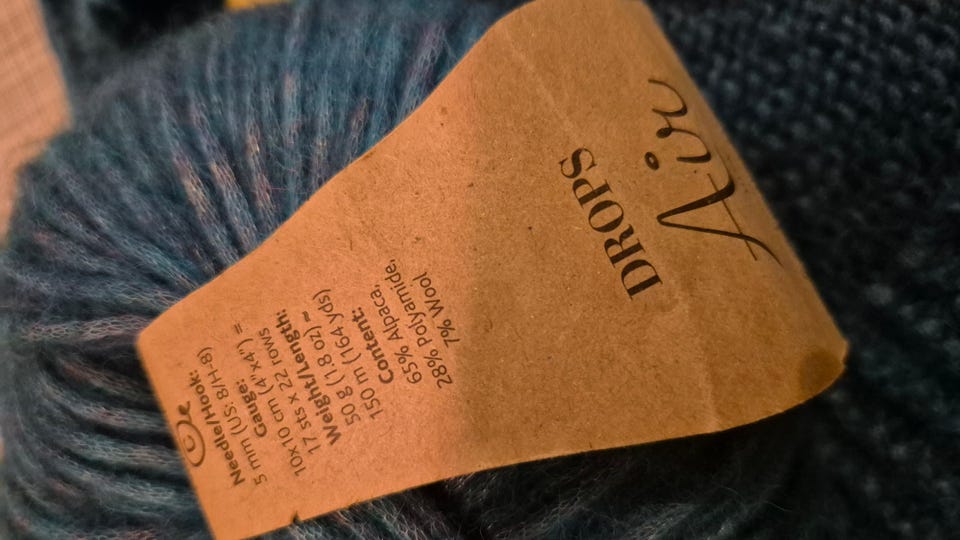 DROPS
Air
Needle/Hook:
5 mm (US: 8/H-8)
Gauge:
10x10 cm (4"x4") =
17 sts x 22 rows
Weight/Length:
50 g (1.8 oz) =
150 m (164 yds)
Content:
65% Alpaca,
28% Polyamide,
7% Wool